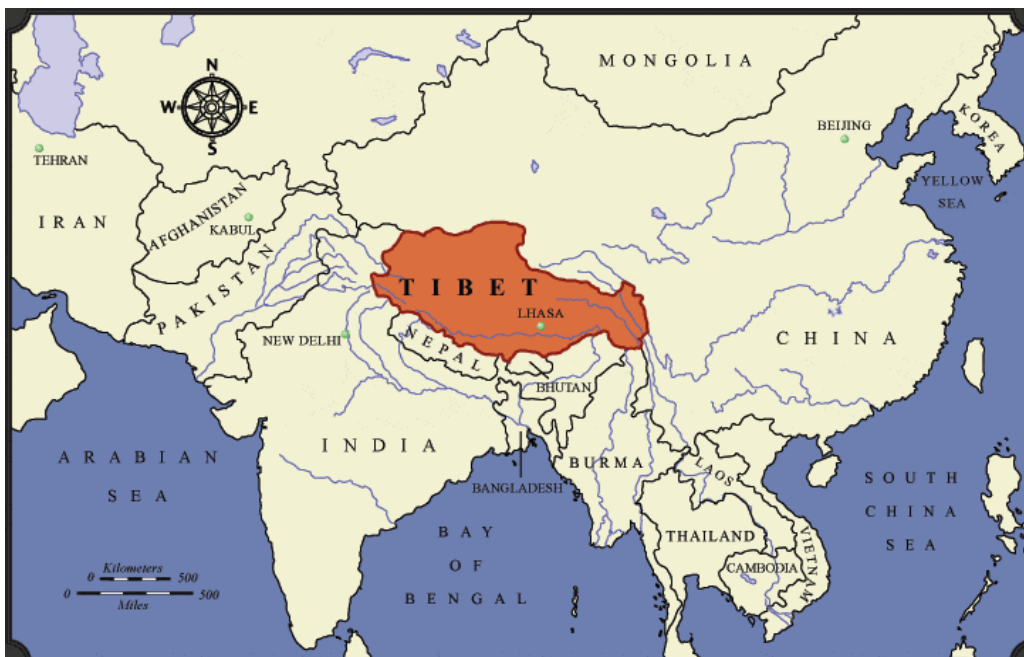 MONGOLIA
N
W E
S
BEIJING
KOREA
TEHRAN
YELLOW
SEA
IRAN
AFGHANISTAN
KABUL
PAKISTAN
TIBET
LHASA
NEW DELHI
NEPAL
CHINA
BHUTAN
INDIA
BURMA
LAOS
BANGLADESH
ARABIAN
SEA
SOUTH
CHINA
SEA
THAILAND
VIETNAM
CAMBODIA
BAY
OF
BENGAL
Kilometers
0 500
0 500
Miles